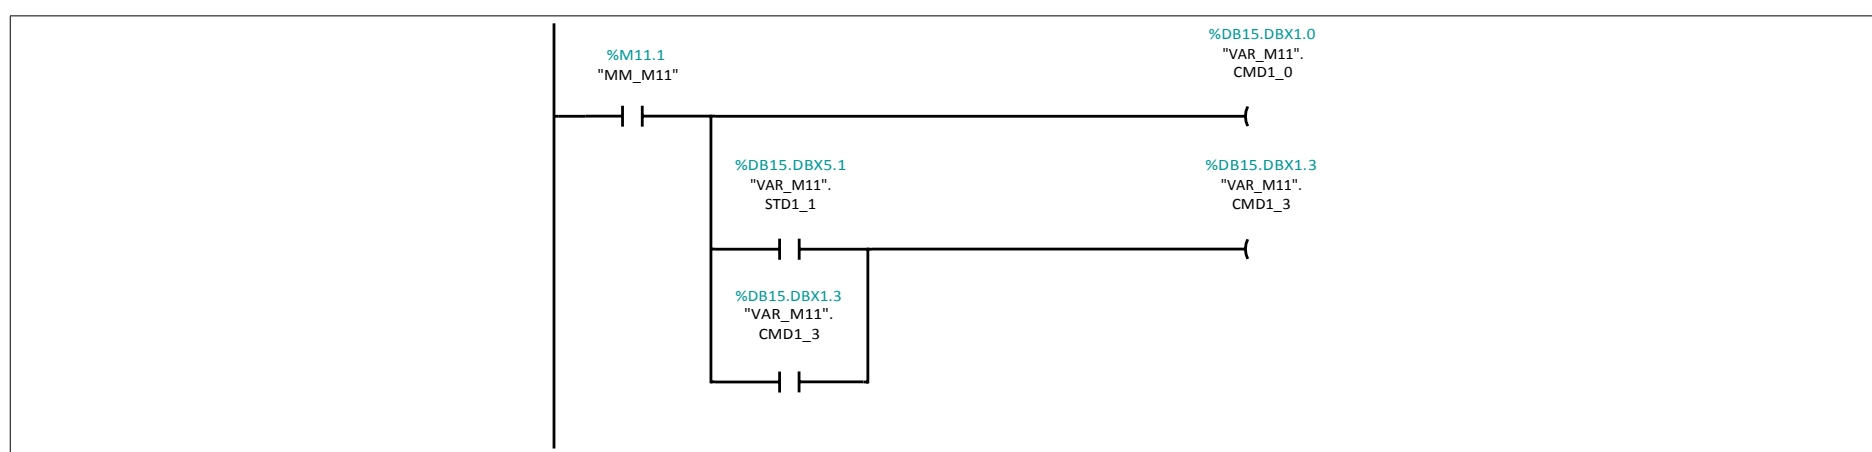 %M11.1
"MM_M11"
%DB15.DBX1.0
"VAR_M11".
CMD1_0
%DB15.DBX5.1
"VAR_M11".
STD1_1
%DB15.DBX1.3
"VAR_M11".
CMD1_3
%DB15.DBX1.3
"VAR_M11".
CMD1_3